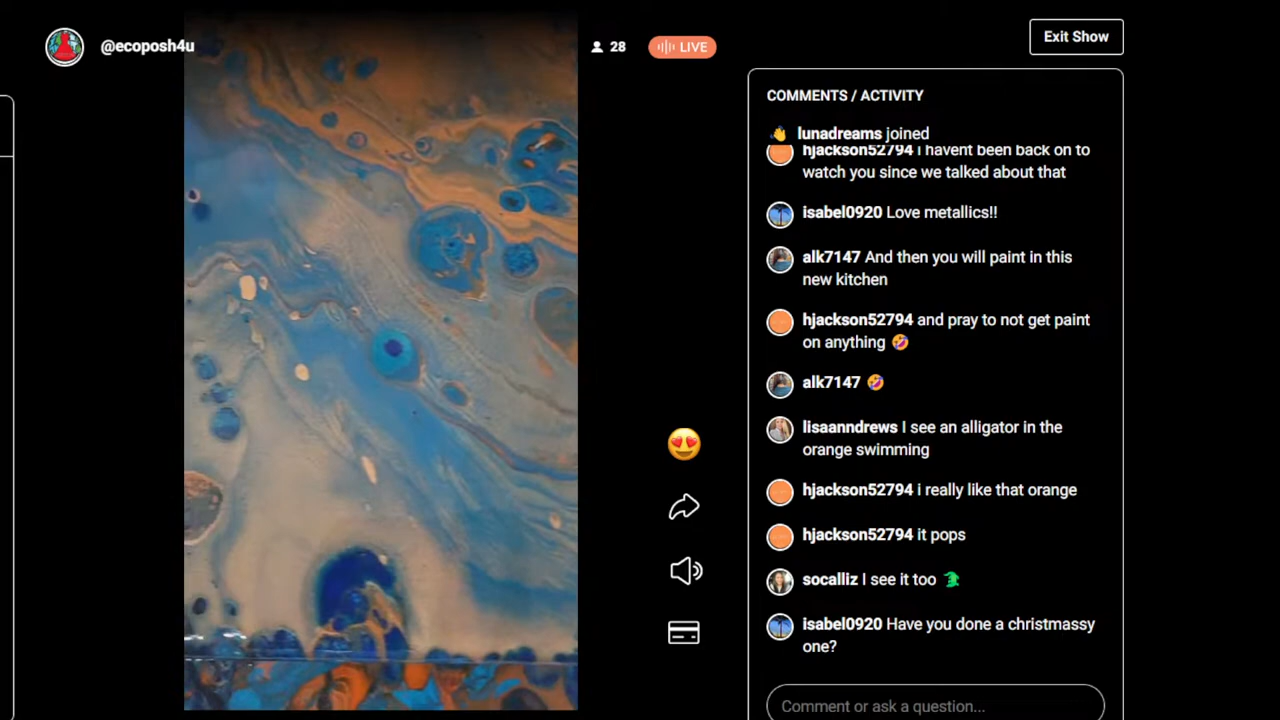 @ecoposh4u
28
LIVE
Exit Show
COMMENTS / ACTIVITY
👋 lunadreams joined
hjackson52794 i havent been back on to
watch you since we talked about that
isabel0920 Love metallics!!
alk7147 And then you will paint in this
new kitchen
hjackson52794 and pray to not get paint
on anything 🤣
alk7147 🤣
lisaanndrews I see an alligator in the
orange swimming
hjackson52794 i really like that orange
hjackson52794 it pops
socalliz I see it too 🐊
isabel0920 Have you done a christmassy
one?
Comment or ask a question...